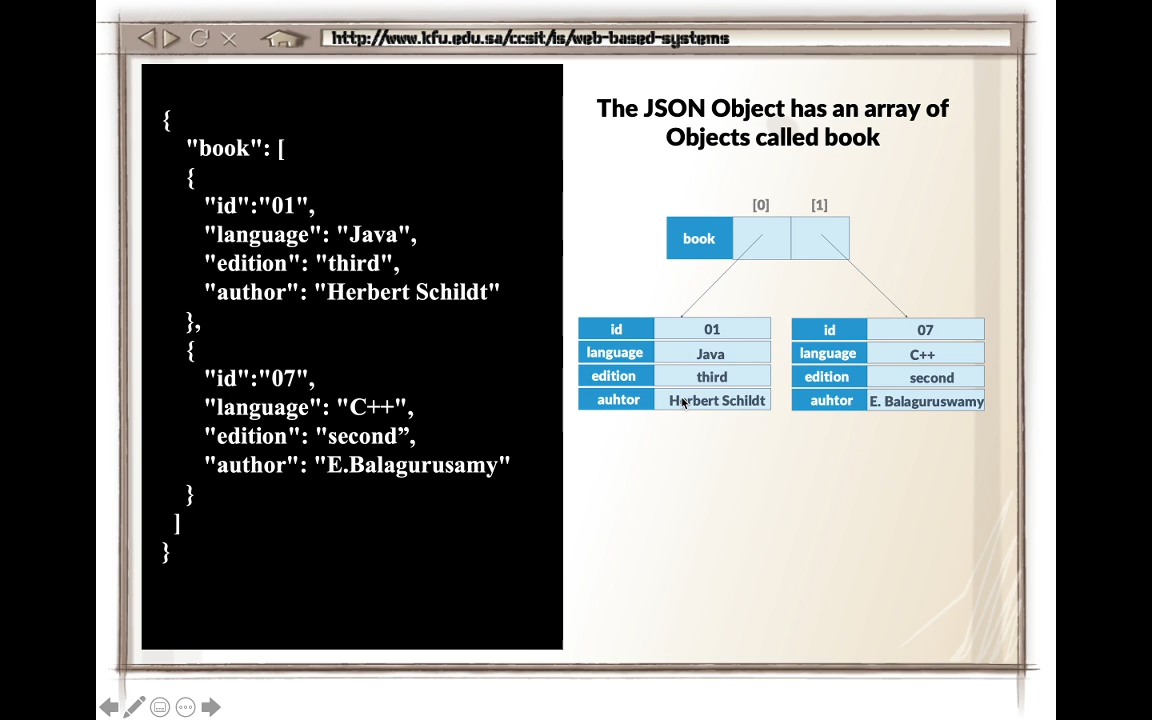 http://www.kfu.edu.sa/ccsit/is/web-based-systems
{
"book": [
{
"id":"01",
"language": "Java",
"edition": "third",
"author": "Herbert Schildt"
},
{
"id":"07",
"language": "C++",
"edition": "second”,
"author": "E.Balagurusamy"
}
]
}
The JSON Object has an array of
Objects called book
[0] [1]
book
id 01
language Java
edition third
auhtor Herbert Schildt
id 07
language C++
edition second
auhtor E. Balaguruswamy